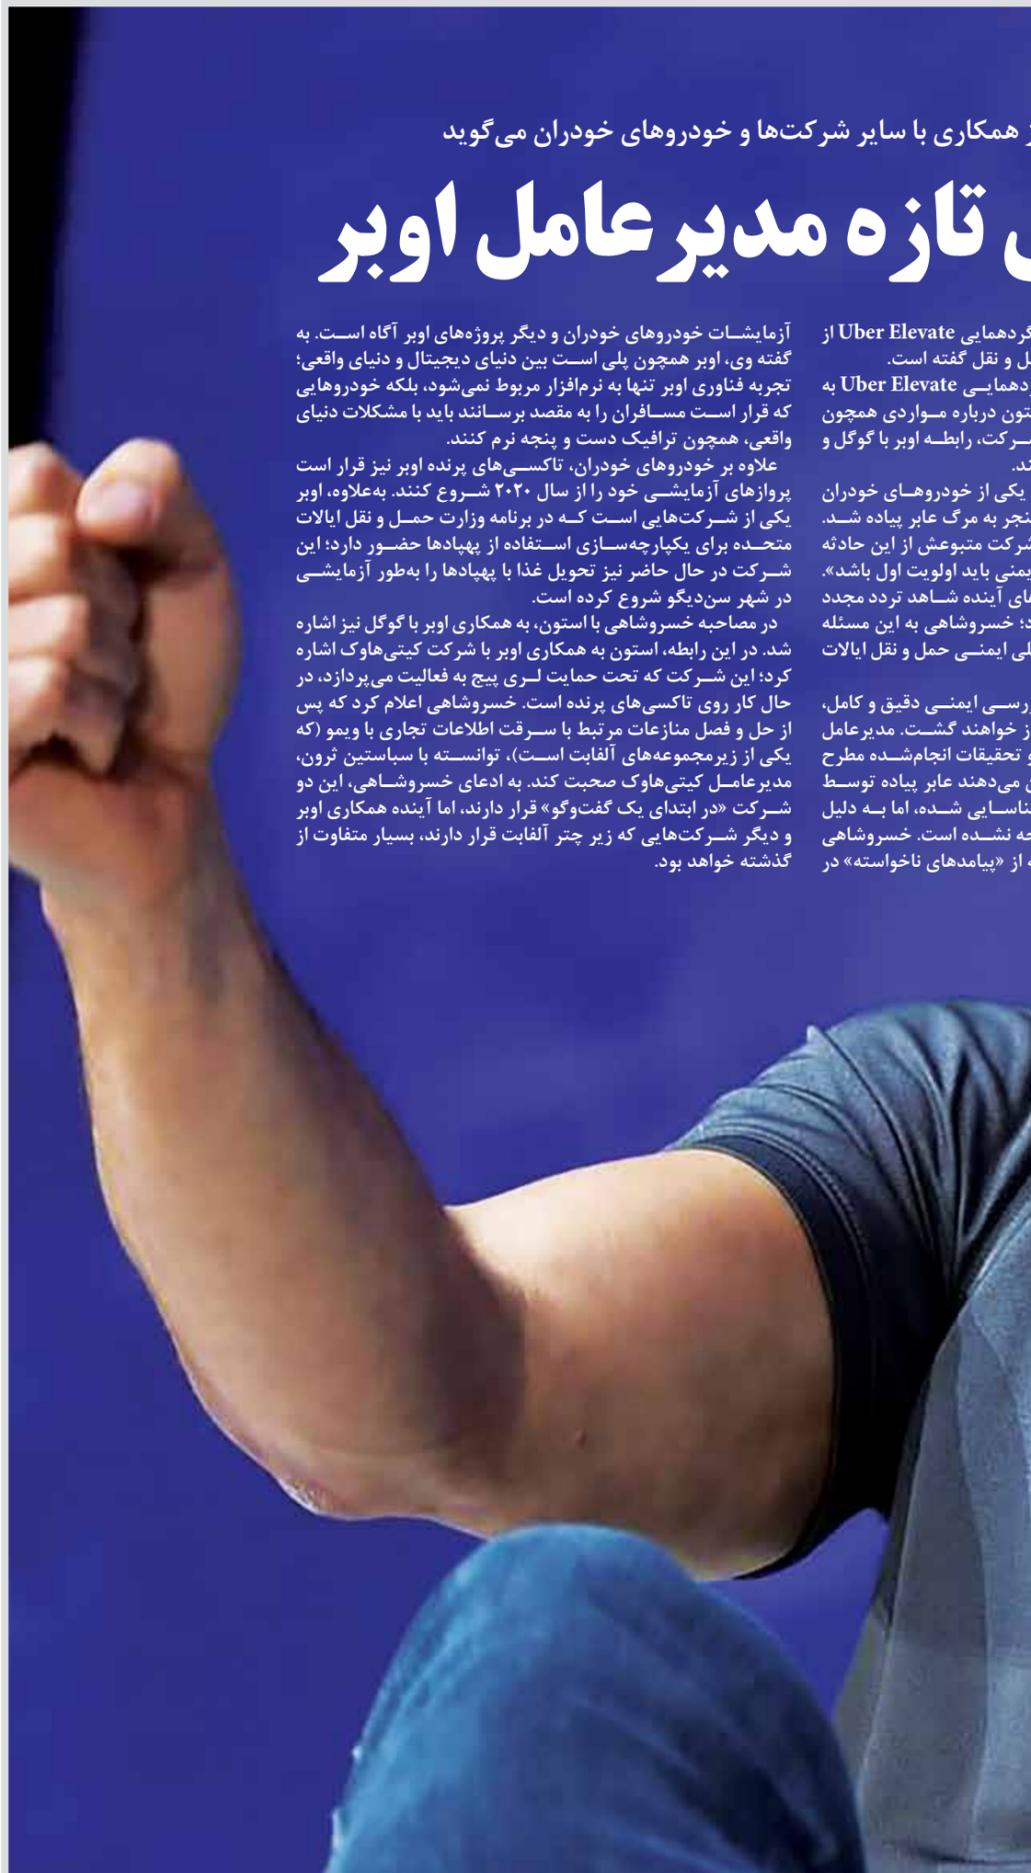 همکاری با سایر شرکت‌ها و خودروهای خودران می‌گوید
تازه مدیرعامل اوبر
گردهمایی Uber Elevate از
و نقل گفته است.
Uber Elevate به
درباره مواردی همچون
رابطه اوبر با گوگل و
یکی از خودروهای خودران
به مرگ عابر پیاده شد.
شرکت متبوعش از این حادثه
باید اولویت اول باشد».
آینده شاهد تردد مجدد
خسروشاهی به این مسئله
ایمنی حمل و نقل ایالات
ایمنی دقیق و کامل،
خواهند گشت. مدیرعامل
و تحقیقات انجام‌شده مطرح
می‌دهند عابر پیاده توسط
شده، اما به دلیل
نشده است. خسروشاهی
از «پیامدهای ناخواسته» در
آزمایشات خودروهای خودران و دیگر پروژه‌های اوبر آگاه است. به
گفته وی، اوبر همچون پلی است بین دنیای دیجیتال و دنیای واقعی؛
تجربه فناوری اوبر تنها به نرم‌افزار مربوط نمی‌شود، بلکه خودروهایی
که قرار است مسافران را به مقصد برسانند باید با مشکلات دنیای
واقعی، همچون ترافیک دست و پنجه نرم کنند.
علاوه بر خودروهای خودران، تاکسی‌های پرنده اوبر نیز قرار است
پروازهای آزمایشی خود را از سال ۲۰۲۰ شروع کنند. به‌علاوه، اوبر
یکی از شرکت‌هایی است که در برنامه وزارت حمل و نقل ایالات
متحده برای یکپارچه‌سازی استفاده از پهپادها حضور دارد؛ این
شرکت در حال حاضر نیز تحویل غذا با پهپادها را به‌طور آزمایشی
در شهر سن‌دیگو شروع کرده است.
در مصاحبه خسروشاهی با استون، به همکاری اوبر با گوگل نیز اشاره
شد. در این رابطه، استون به همکاری اوبر با شرکت کیتی‌هاوک اشاره
کرد؛ این شرکت که تحت حمایت لری پیج به فعالیت می‌پردازد، در
حال کار روی تاکسی‌های پرنده است. خسروشاهی اعلام کرد که پس
از حل و فصل منازعات مرتبط با سرقت اطلاعات تجاری با ویمو (که
یکی از زیرمجموعه‌های آلفابت است)، توانسته با سباستین ثرون،
مدیرعامل کیتی‌هاوک صحبت کند. به ادعای خسروشاهی، این دو
شرکت «در ابتدای یک گفت‌وگو» قرار دارند، اما آینده همکاری اوبر
و دیگر شرکت‌هایی که زیر چتر آلفابت قرار دارند، بسیار متفاوت از
گذشته خواهد بود.